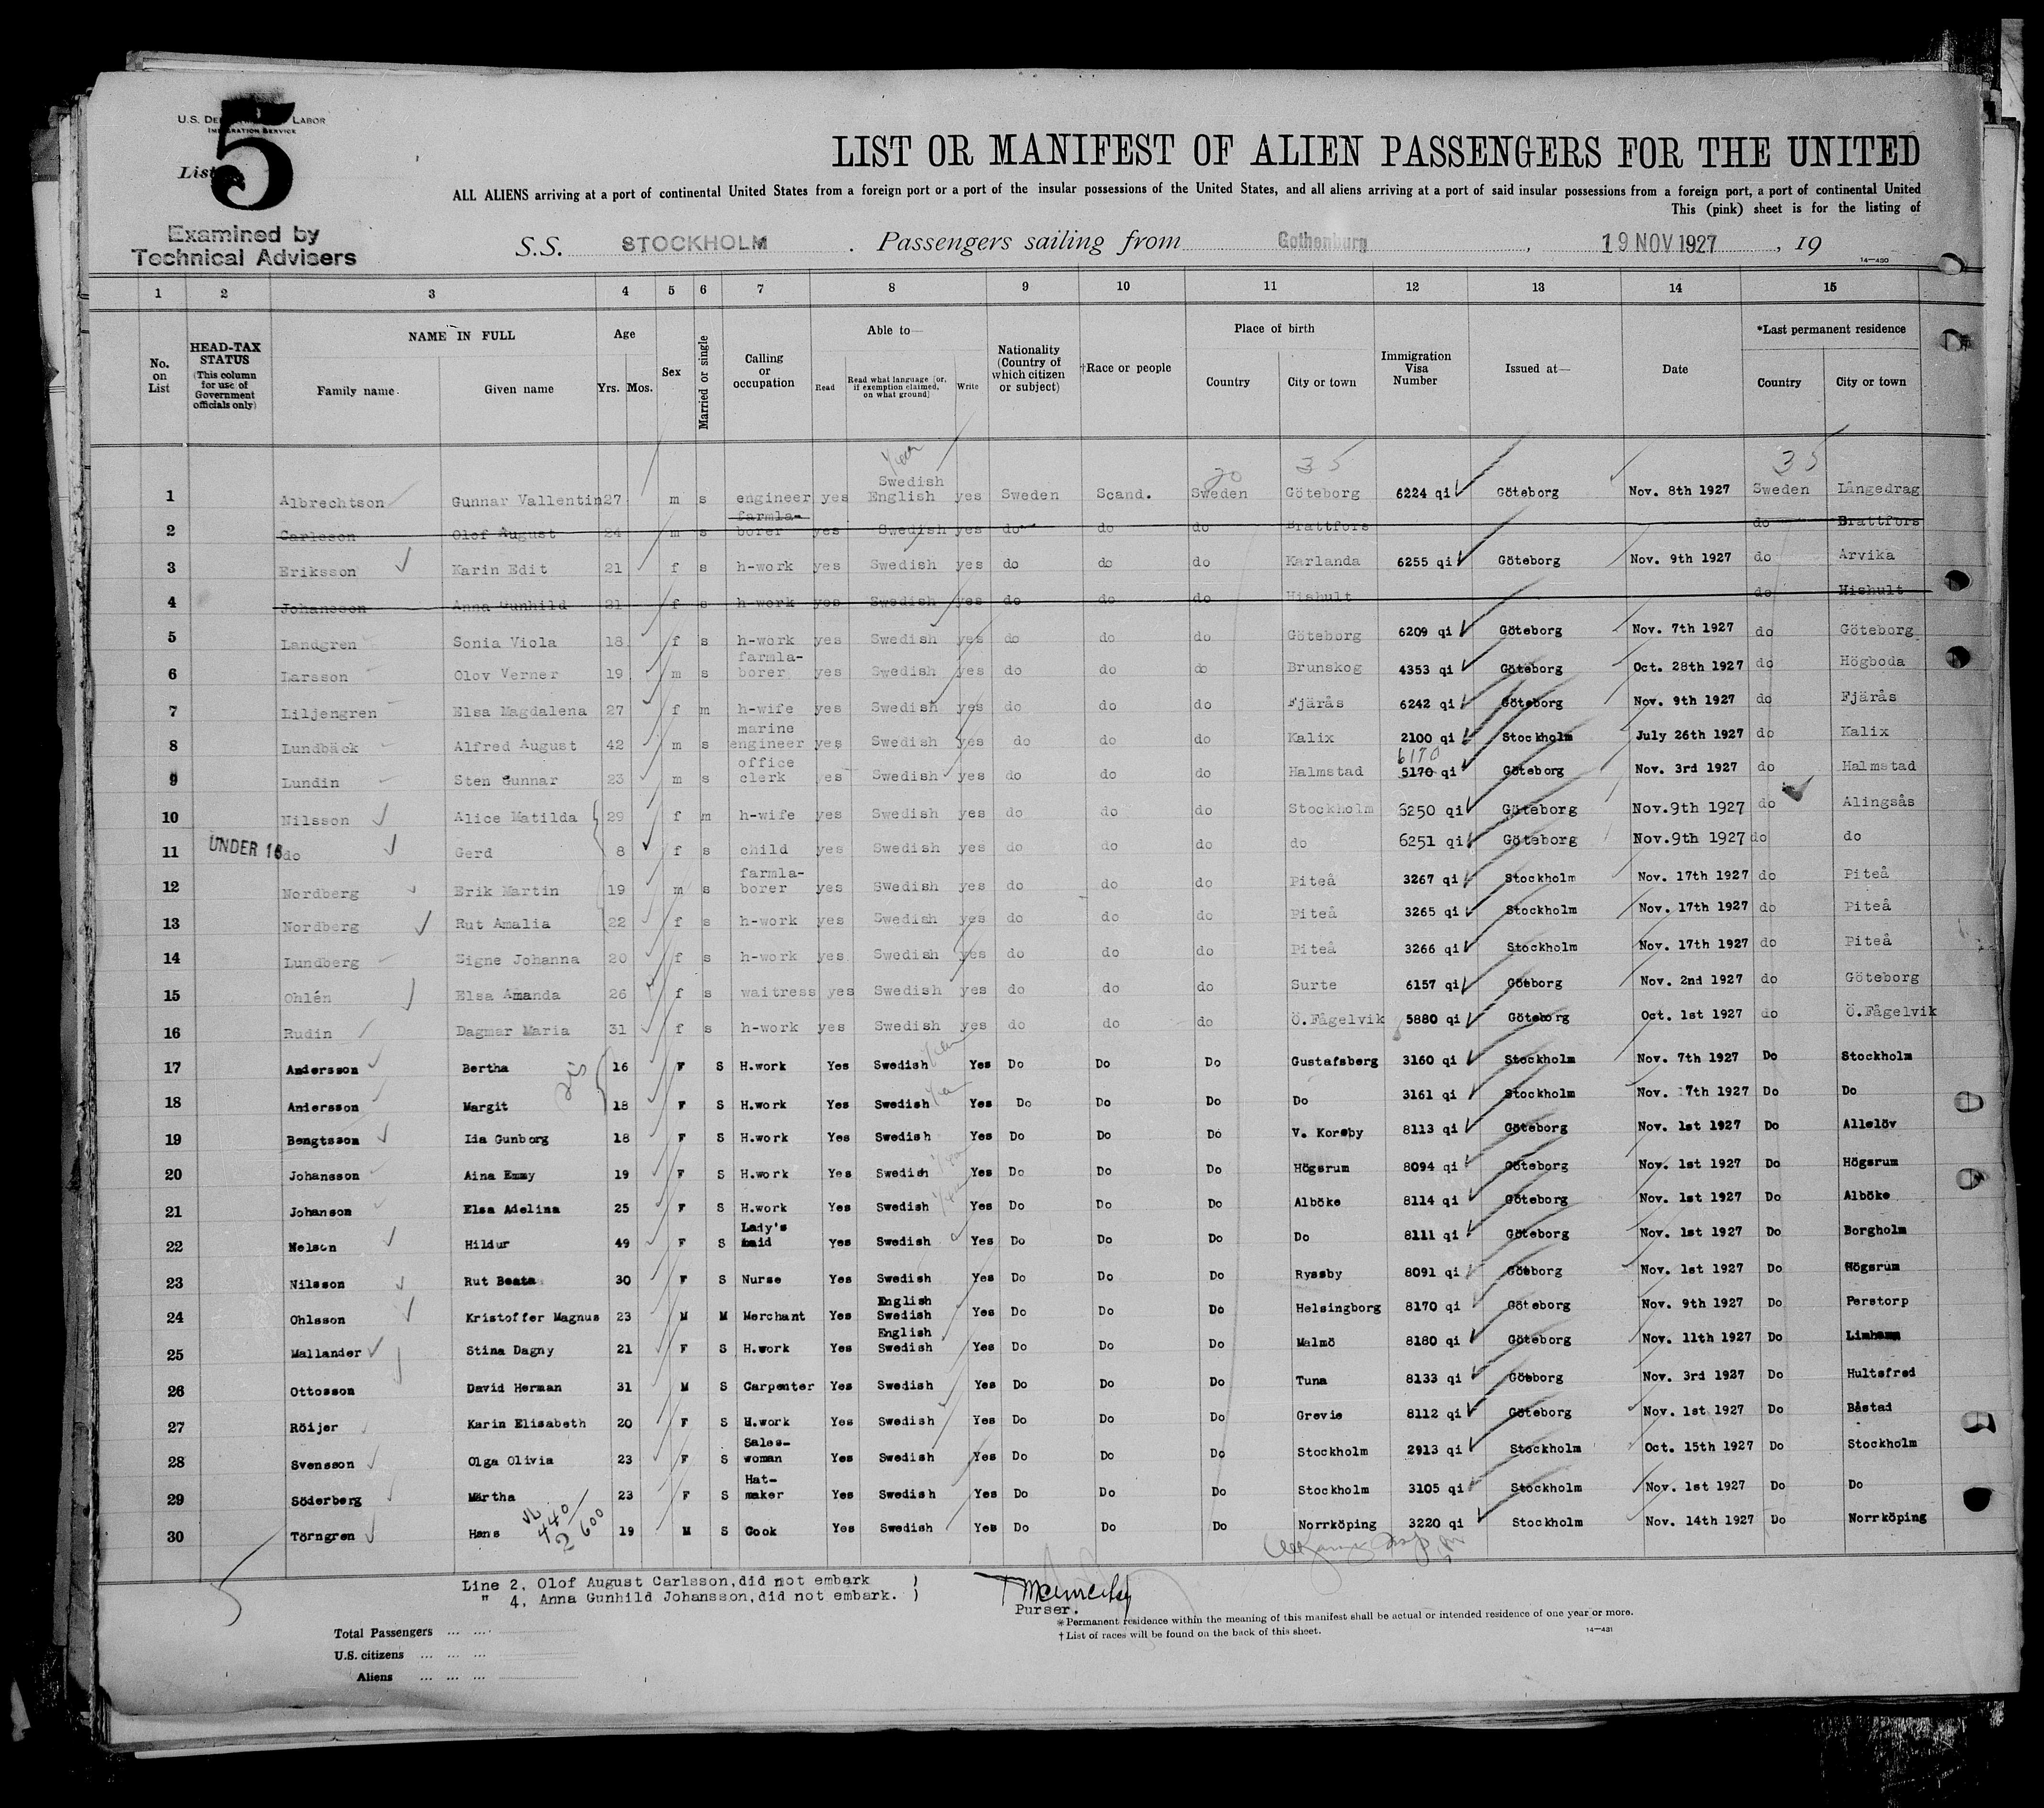 U.S. DEPARTMENT OF LABOR
IMMIGRATION SERVICE
List 5
Examined by
Technical Advisers
LIST OR MANIFEST OF ALIEN PASSENGERS FOR THE UNITED
ALL ALIENS arriving at a port of continental United States from a foreign port or a port of the insular possessions of the United States, and all aliens arriving at a port of said insular possessions from a foreign port, a port of continental United
This (pink) sheet is for the listing of
S.S. STOCKHOLM . Passengers sailing from Gothenburg , 19 NOV 1927 , 19
14—430
1 2 3 4 5 6 7 8 9 10 11 12 13 14 15
No. on List HEAD-TAX STATUS (This column for use of Government officials only) NAME IN FULL Family name. Given name Age Yrs. Mos. Sex Married or single Calling or occupation Able to— Read Read what language [or, if exemption claimed, on what ground] Write Nationality (Country of which citizen or subject) †Race or people Place of birth Country City or town Immigration Visa Number Issued at— Date *Last permanent residence Country City or town
20 35 35
1 Albrechtson Gunnar Vallentin 27 m s engineer yes Swedish English yes Sweden Scand. Sweden Göteborg 6224 qi Göteborg Nov. 8th 1927 Sweden Långedrag
2 Carlsson Olof August 24 m s farmla-borer yes Swedish yes do do do Brattfors do Brattfors
3 Eriksson Karin Edit 21 f s h-work yes Swedish yes do do do Karlanda 6255 qi Göteborg Nov. 9th 1927 do Arvika
4 Johansson Anna Gunhild 21 f s h-work yes Swedish yes do do do Hishult do Hishult
5 Landgren Sonia Viola 18 f s h-work yes Swedish yes do do do Göteborg 6209 qi Göteborg Nov. 7th 1927 do Göteborg
6 Larsson Olov Verner 19 m s farmla-borer yes Swedish yes do do do Brunskog 4353 qi Göteborg Oct. 28th 1927 do Högboda
7 Liljengren Elsa Magdalena 27 f m h-wife yes Swedish yes do do do Fjärås 6242 qi Göteborg Nov. 9th 1927 do Fjärås
8 Lundbäck Alfred August 42 m s marine engineer yes Swedish yes do do do Kalix 2100 qi Stockholm July 26th 1927 do Kalix
6170
9 Lundin Sten Gunnar 23 m s office clerk yes Swedish yes do do do Halmstad 5170 qi Göteborg Nov. 3rd 1927 do Halmstad
10 Nilsson Alice Matilda 29 f m h-wife yes Swedish yes do do do Stockholm 6250 qi Göteborg Nov.9th 1927 do Alingsås
11 UNDER 16 do Gerd 8 f s child yes Swedish yes do do do do 6251 qi Göteborg Nov.9th 1927 do do
12 Nordberg Erik Martin 19 m s farmla-borer yes Swedish yes do do do Piteå 3267 qi Stockholm Nov. 17th 1927 do Piteå
13 Nordberg Rut Amalia 22 f s h-work yes Swedish yes do do do Piteå 3265 qi Stockholm Nov. 17th 1927 do Piteå
14 Lundberg Signe Johanna 20 f s h-work yes Swedish yes do do do Piteå 3266 qi Stockholm Nov. 17th 1927 do Piteå
15 Ohlén Elsa Amanda 26 f s waitress yes Swedish yes do do do Surte 6157 qi Göteborg Nov. 2nd 1927 do Göteborg
16 Rudin Dagmar Maria 31 f s h-work yes Swedish yes do do do Ö.Fågelvik 5880 qi Göteborg Oct. 1st 1927 do Ö.Fågelvik
17 Andersson Bertha sis 16 F S H.work Yes Swedish Yes Do Do Do Gustafsberg 3160 qi Stockholm Nov. 7th 1927 Do Stockholm
18 Andersson Margit 18 F S H.work Yes Swedish Yes Do Do Do Do 3161 qi Stockholm Nov. 7th 1927 Do Do
19 Bengtsson Ida Gunborg 18 F S H.work Yes Swedish Yes Do Do Do V. Korsby 8113 qi Göteborg Nov. 1st 1927 Do Allelöv
20 Johansson Aina Emmy 19 F S H.work Yes Swedish Yes Do Do Do Högsrum 8094 qi Göteborg Nov. 1st 1927 Do Högsrum
21 Johanson Elsa Adelina 25 F S H.work Yes Swedish Yes Do Do Do Alböke 8114 qi Göteborg Nov. 1st 1927 Do Alböke
22 Nelson Hildur 49 F S Lady's maid Yes Swedish Yes Do Do Do Do 8111 qi Göteborg Nov. 1st 1927 Do Borgholm
23 Nilsson Rut Beata 30 F S Nurse Yes Swedish Yes Do Do Do Ryssby 8091 qi Göteborg Nov. 1st 1927 Do Högsrum
24 Ohlsson Kristoffer Magnus 23 M M Merchant Yes English Swedish Yes Do Do Do Helsingborg 8170 qi Göteborg Nov. 9th 1927 Do Perstorp
25 Mallander Stina Dagny 21 F S H.work Yes English Swedish Yes Do Do Do Malmö 8180 qi Göteborg Nov. 11th 1927 Do Limhamn
26 Ottosson David Herman 31 M S Carpenter Yes Swedish Yes Do Do Do Tuna 8133 qi Göteborg Nov. 3rd 1927 Do Hultsfred
27 Röijer Karin Elisabeth 20 F S H.work Yes Swedish Yes Do Do Do Grevie 8112 qi Göteborg Nov. 1st 1927 Do Båstad
28 Svensson Olga Olivia 23 F S Sales-woman Yes Swedish Yes Do Do Do Stockholm 2913 qi Stockholm Oct. 15th 1927 Do Stockholm
29 Söderberg Märtha 23 F S Hat-maker Yes Swedish Yes Do Do Do Stockholm 3105 qi Stockholm Nov. 1st 1927 Do Do
30 Törngren Hans 19 M S Cook Yes Swedish Yes Do Do Do Norrköping 3220 qi Stockholm Nov. 14th 1927 Do Norrköping
440/2600
Line 2. Olof August Carlsson,did not embark )
" 4. Anna Gunhild Johansson,did not embark. )
Purser.
Total Passengers
U.S. citizens
Aliens
*Permanent residence within the meaning of this manifest shall be actual or intended residence of one year or more.
†List of races will be found on the back of this sheet.
14—431